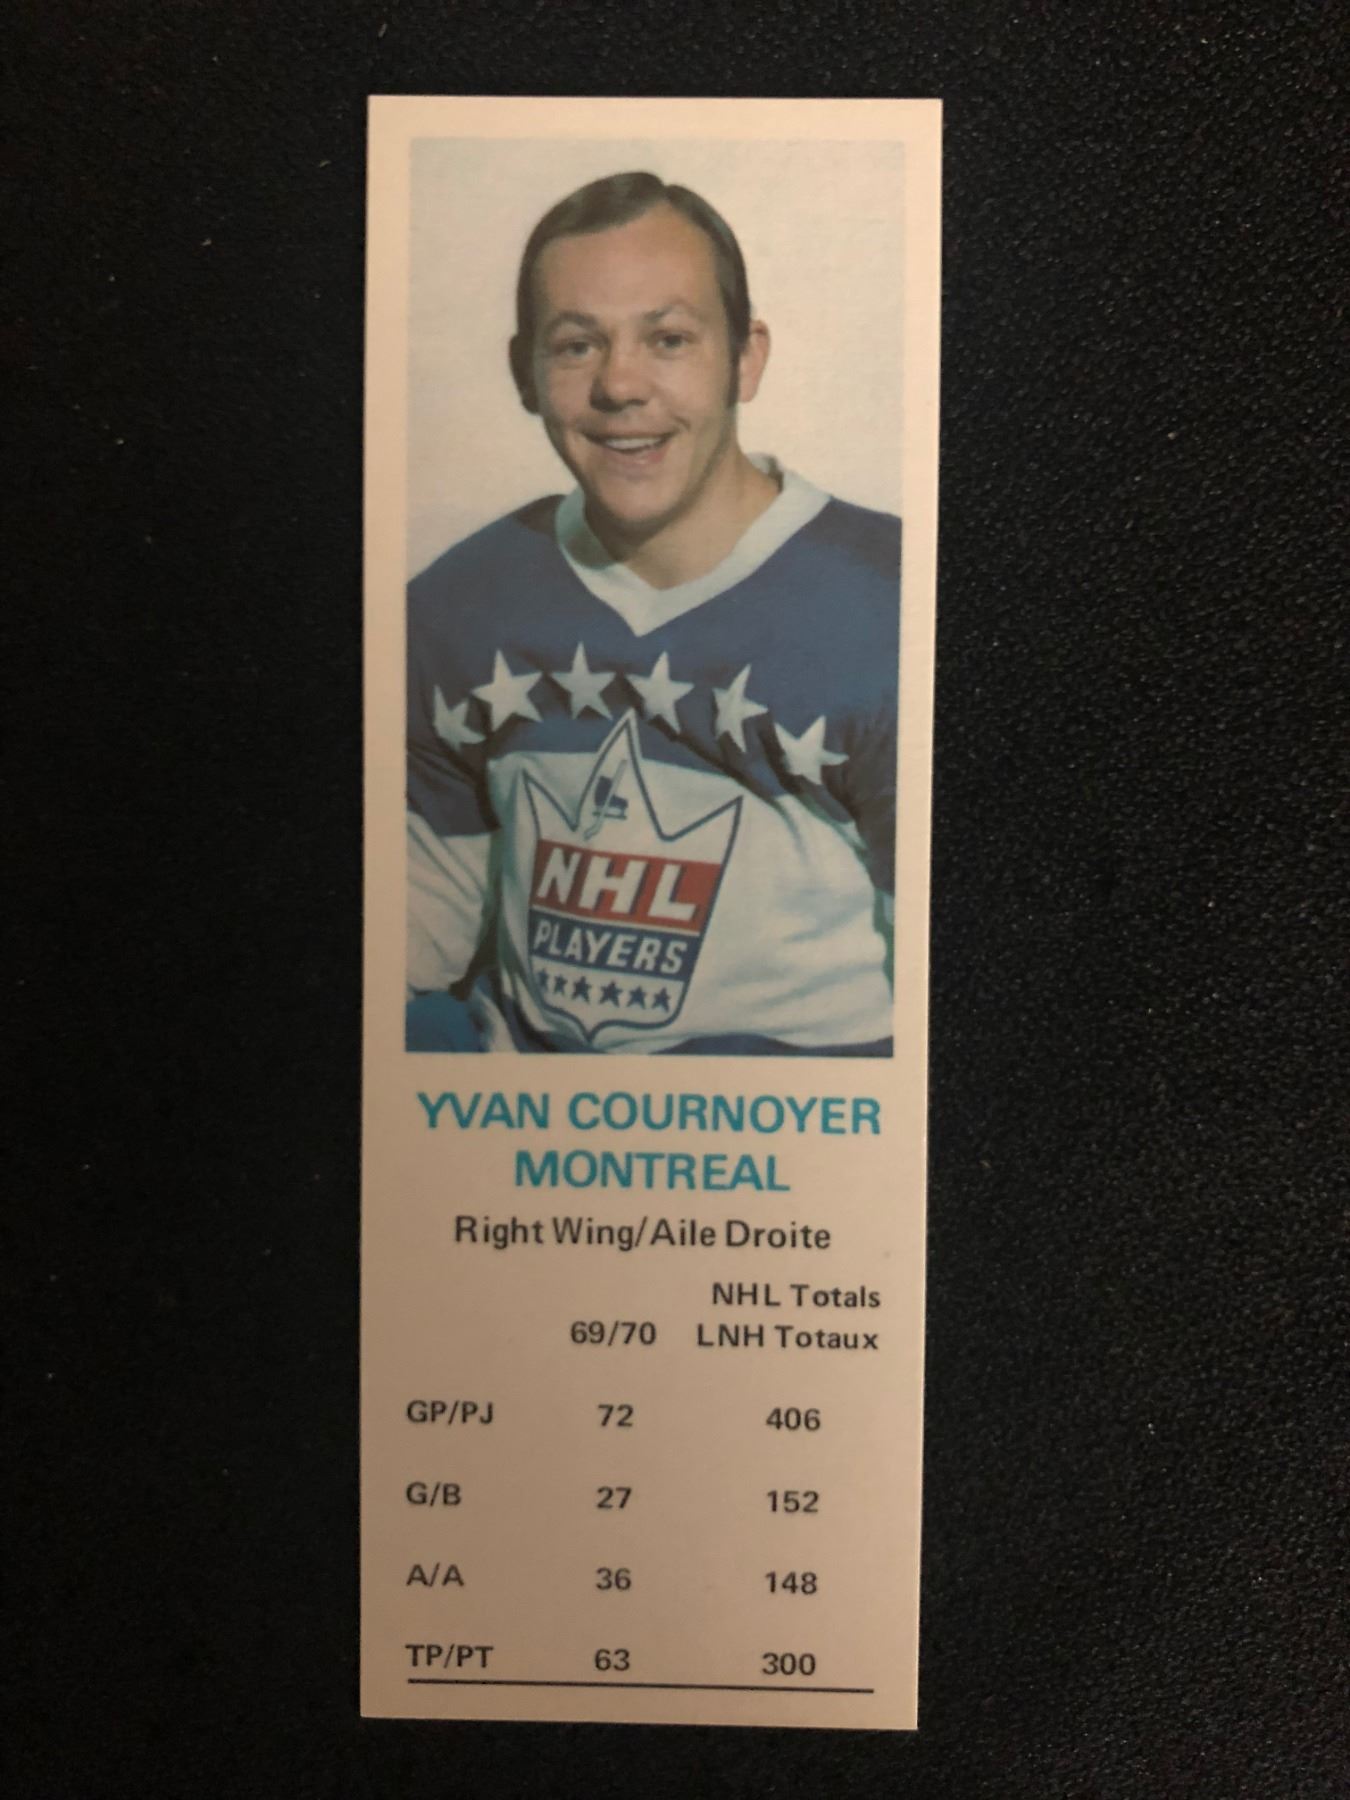 NHL
PLAYERS
YVAN COURNOYER
MONTREAL
Right Wing/Aile Droite
NHL Totals
69/70 LNH Totaux
GP/PJ 72 406
G/B 27 152
A/A 36 148
TP/PT 63 300